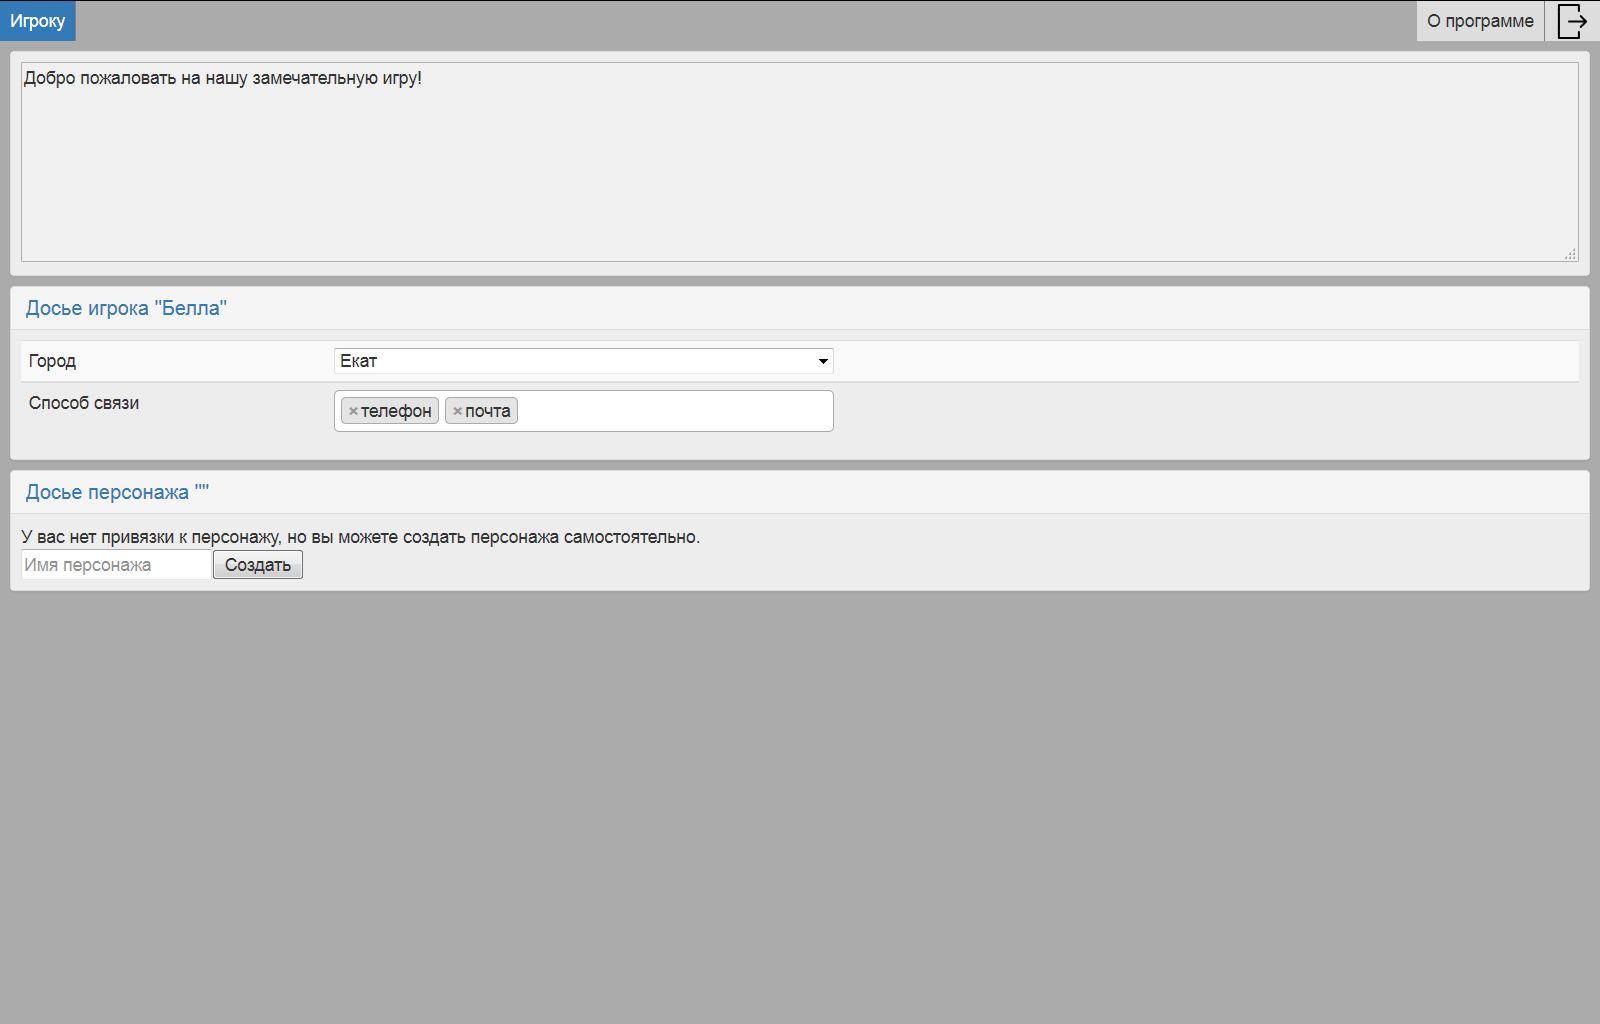 Игроку
О программе
Добро пожаловать на нашу замечательную игру!
Досье игрока "Белла"
Город
Екат
Способ связи
×телефон ×почта
Досье персонажа ""
У вас нет привязки к персонажу, но вы можете создать персонажа самостоятельно.
Имя персонажа
Создать